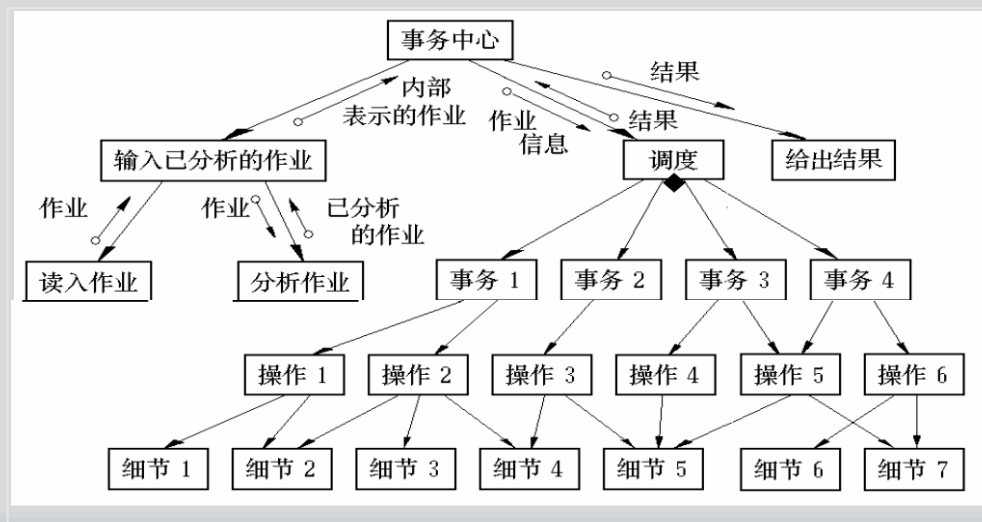 事务中心
结果
内部
表示的作业
作业
信息
结果
输入已分析的作业
调度
给出结果
作业
作业
已分析
的作业
读入作业
分析作业
事务 1
事务 2
事务 3
事务 4
操作 1
操作 2
操作 3
操作 4
操作 5
操作 6
细节 1
细节 2
细节 3
细节 4
细节 5
细节 6
细节 7